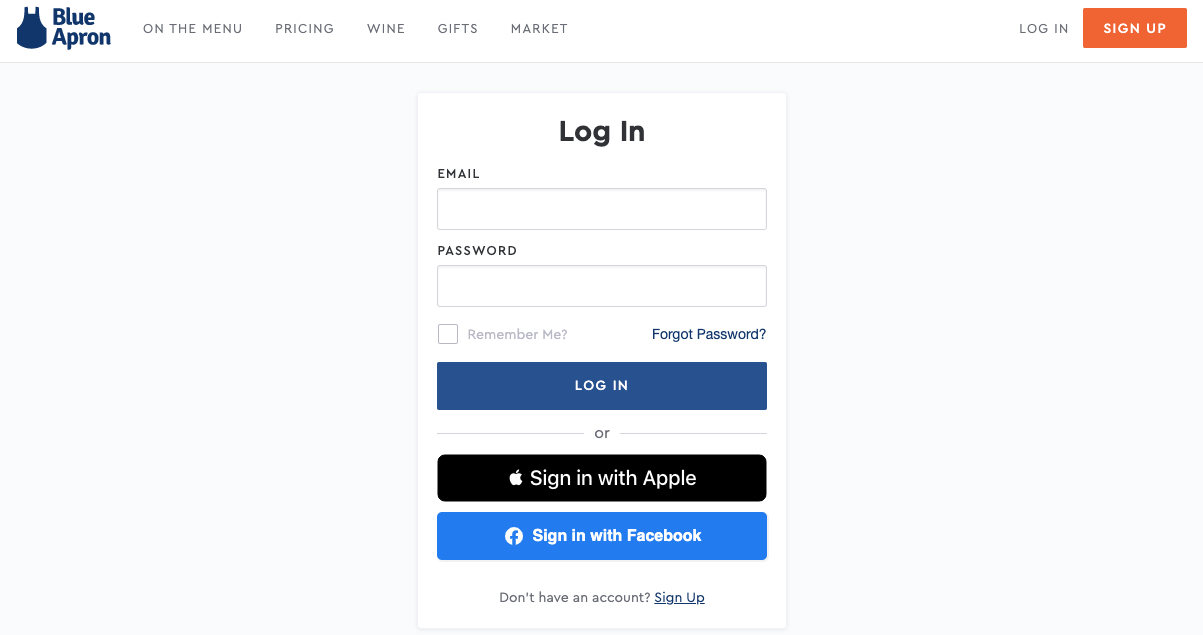 Blue Apron
ON THE MENU PRICING WINE GIFTS MARKET LOG IN SIGN UP
Log In
EMAIL
PASSWORD
Remember Me? Forgot Password?
LOG IN
or
Sign in with Apple
Sign in with Facebook
Don't have an account? Sign Up